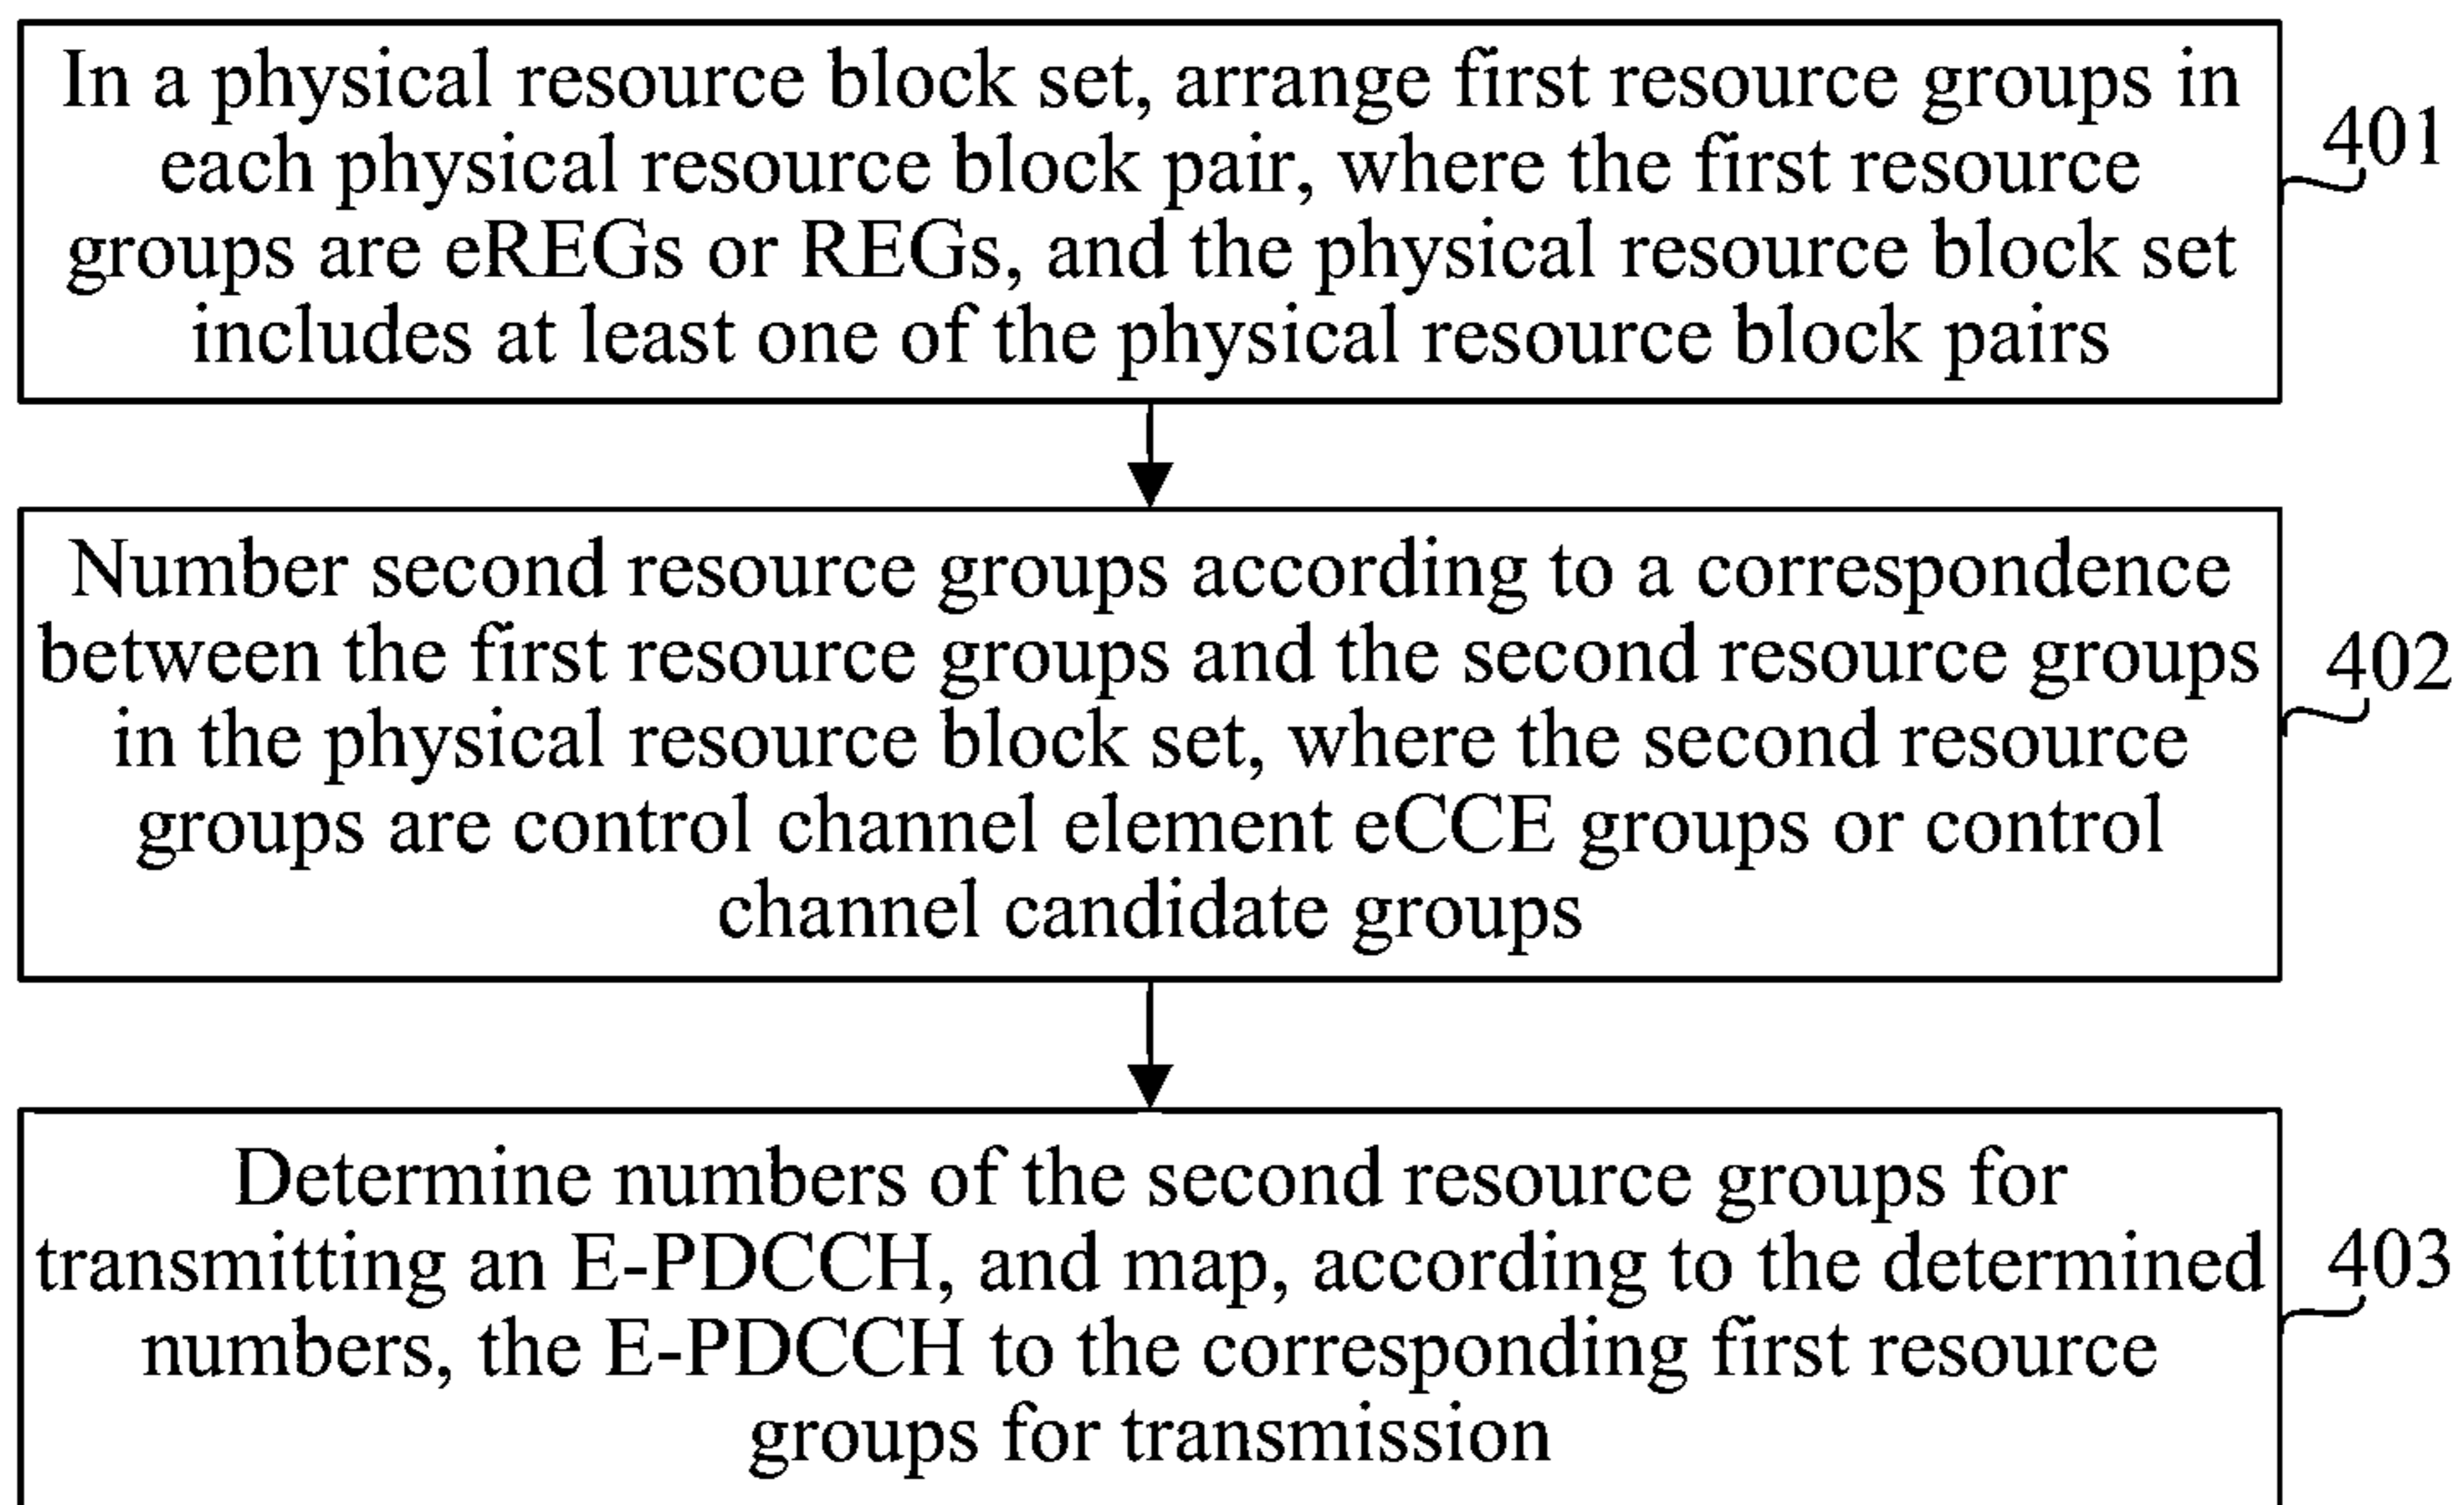 In a physical resource block set, arrange first resource groups in
each physical resource block pair, where the first resource
groups are eREGs or REGs, and the physical resource block set
includes at least one of the physical resource block pairs
401
Number second resource groups according to a correspondence
between the first resource groups and the second resource groups
in the physical resource block set, where the second resource
groups are control channel element eCCE groups or control
channel candidate groups
402
Determine numbers of the second resource groups for
transmitting an E-PDCCH, and map, according to the determined
numbers, the E-PDCCH to the corresponding first resource
groups for transmission
403